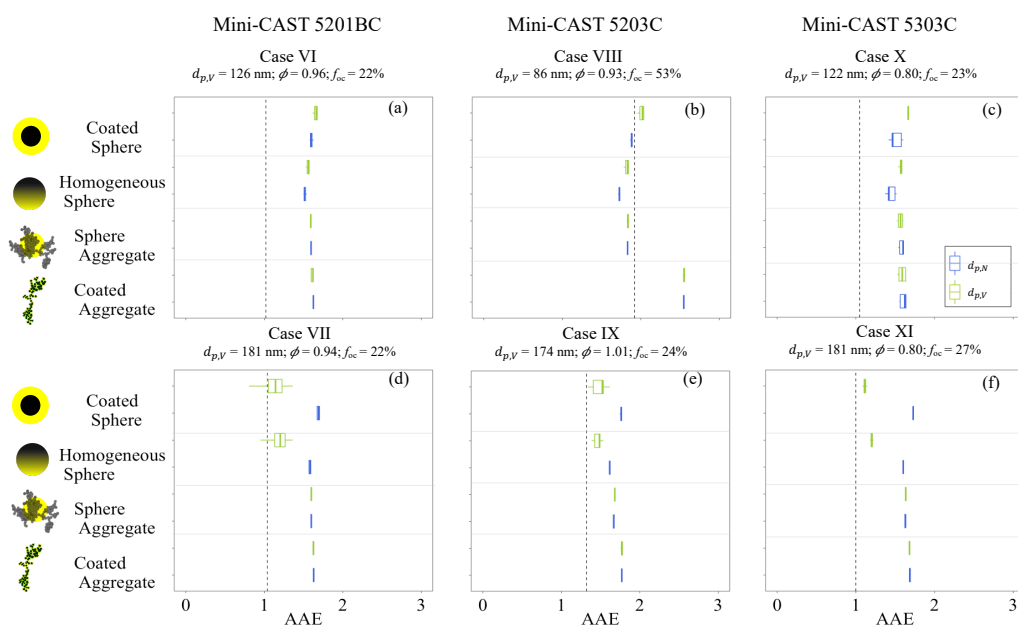 Mini-CAST 5201BC
Mini-CAST 5203C
Mini-CAST 5303C
Case VI
d_{p,V} = 126 nm; ϕ = 0.96; f_{oc} = 22%
Case VIII
d_{p,V} = 86 nm; ϕ = 0.93; f_{oc} = 53%
Case X
d_{p,V} = 122 nm; ϕ = 0.80; f_{oc} = 23%
(a)
(b)
(c)
Coated
Sphere
Homogeneous
Sphere
Sphere
Aggregate
Coated
Aggregate
d_{p,N}
d_{p,V}
Case VII
d_{p,V} = 181 nm; ϕ = 0.94; f_{oc} = 22%
Case IX
d_{p,V} = 174 nm; ϕ = 1.01; f_{oc} = 24%
Case XI
d_{p,V} = 181 nm; ϕ = 0.80; f_{oc} = 27%
(d)
(e)
(f)
Coated
Sphere
Homogeneous
Sphere
Sphere
Aggregate
Coated
Aggregate
0 1 2 3
0 1 2 3
0 1 2 3
AAE
AAE
AAE